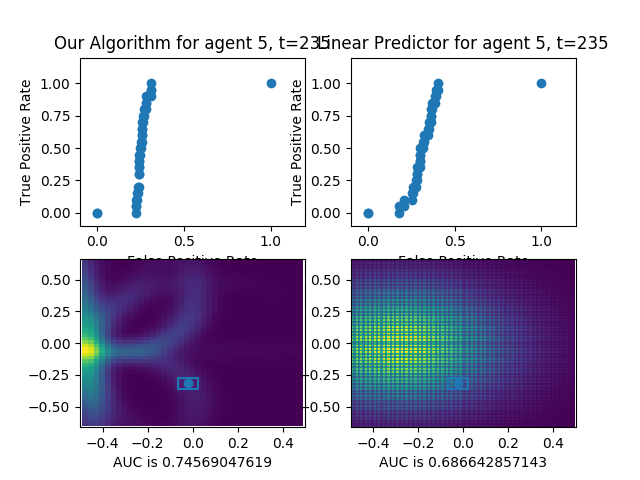 Our Algorithm for agent 5, t=235
Linear Predictor for agent 5, t=235
True Positive Rate
1.00
0.75
0.50
0.25
0.00
0.0 0.5 1.0
False Positive Rate
True Positive Rate
1.00
0.75
0.50
0.25
0.00
0.0 0.5 1.0
False Positive Rate
0.50
0.25
0.00
−0.25
−0.50
−0.4 −0.2 0.0 0.2 0.4
AUC is 0.74569047619
0.50
0.25
0.00
−0.25
−0.50
−0.4 −0.2 0.0 0.2 0.4
AUC is 0.686642857143